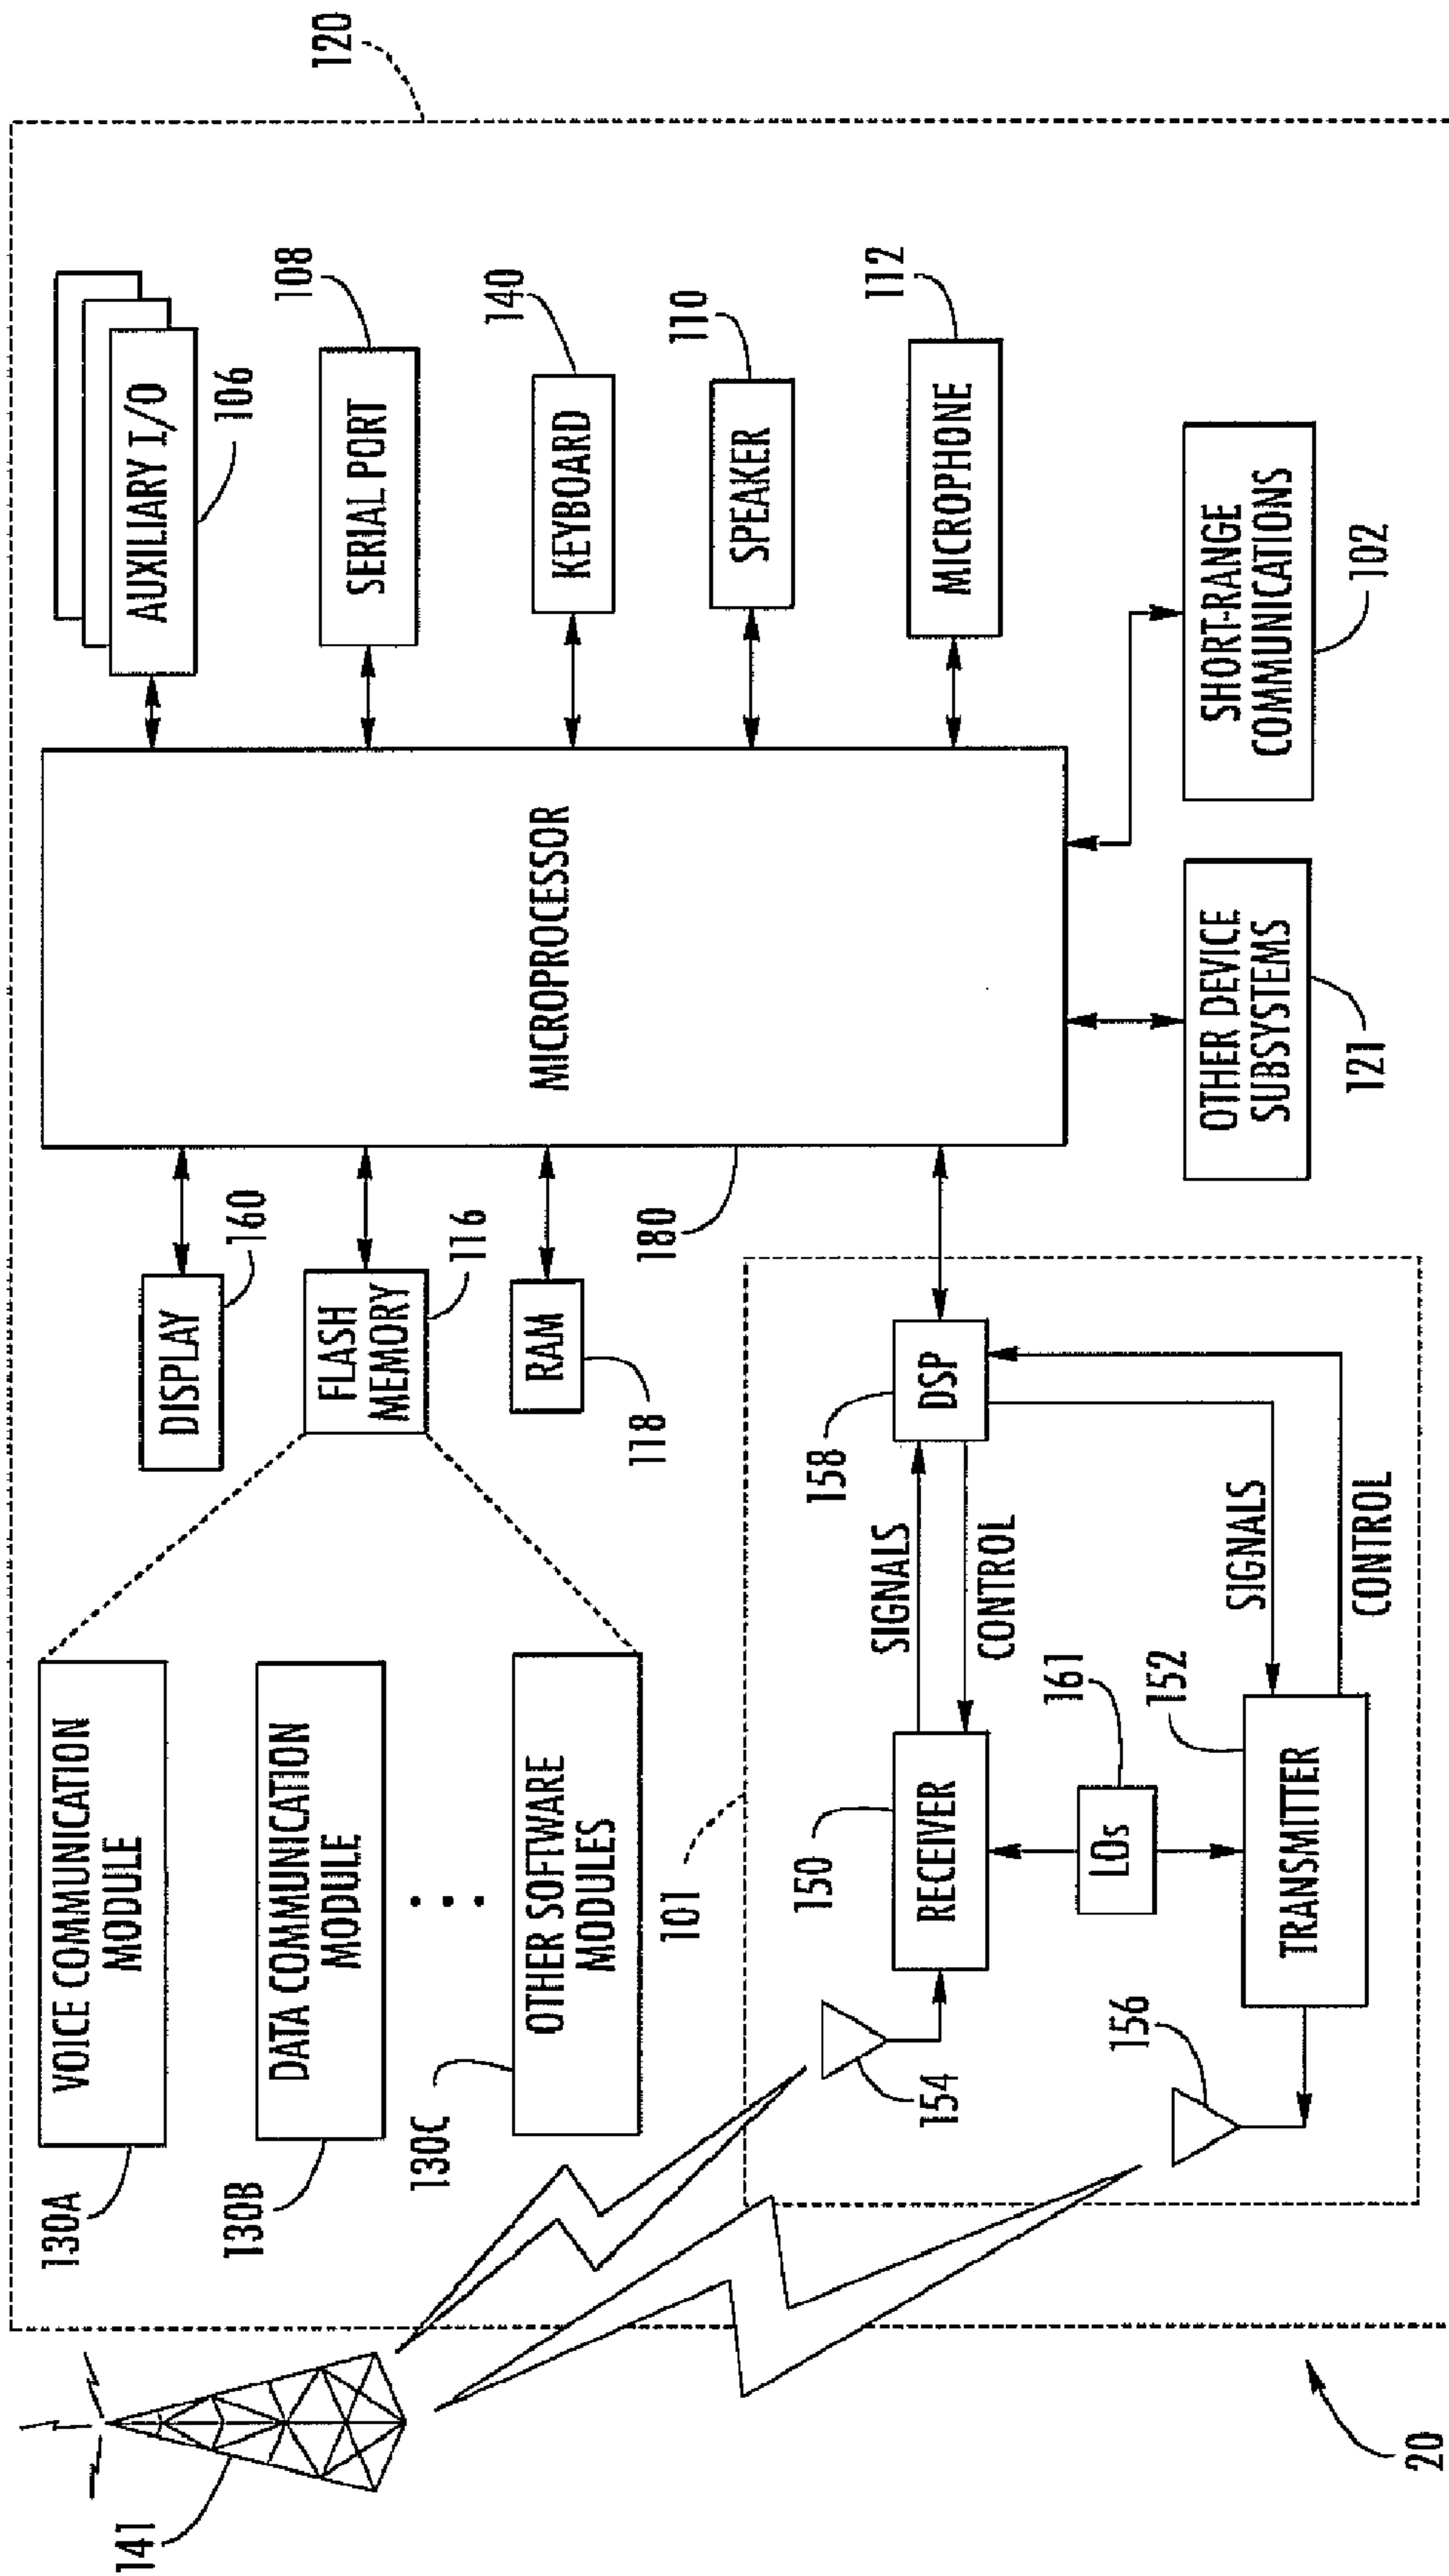 120
141
130A
VOICE COMMUNICATION
MODULE
130B
DATA COMMUNICATION
MODULE
130C
OTHER SOFTWARE
MODULES
DISPLAY
160
FLASH
MEMORY
116
RAM
118
180
MICROPROCESSOR
AUXILIARY I/O
106
SERIAL PORT
108
KEYBOARD
140
SPEAKER
110
MICROPHONE
112
SHORT-RANGE
COMMUNICATIONS
102
OTHER DEVICE
SUBSYSTEMS
121
101
154
150
RECEIVER
SIGNALS
CONTROL
158
DSP
161
LOs
156
152
TRANSMITTER
SIGNALS
CONTROL
20